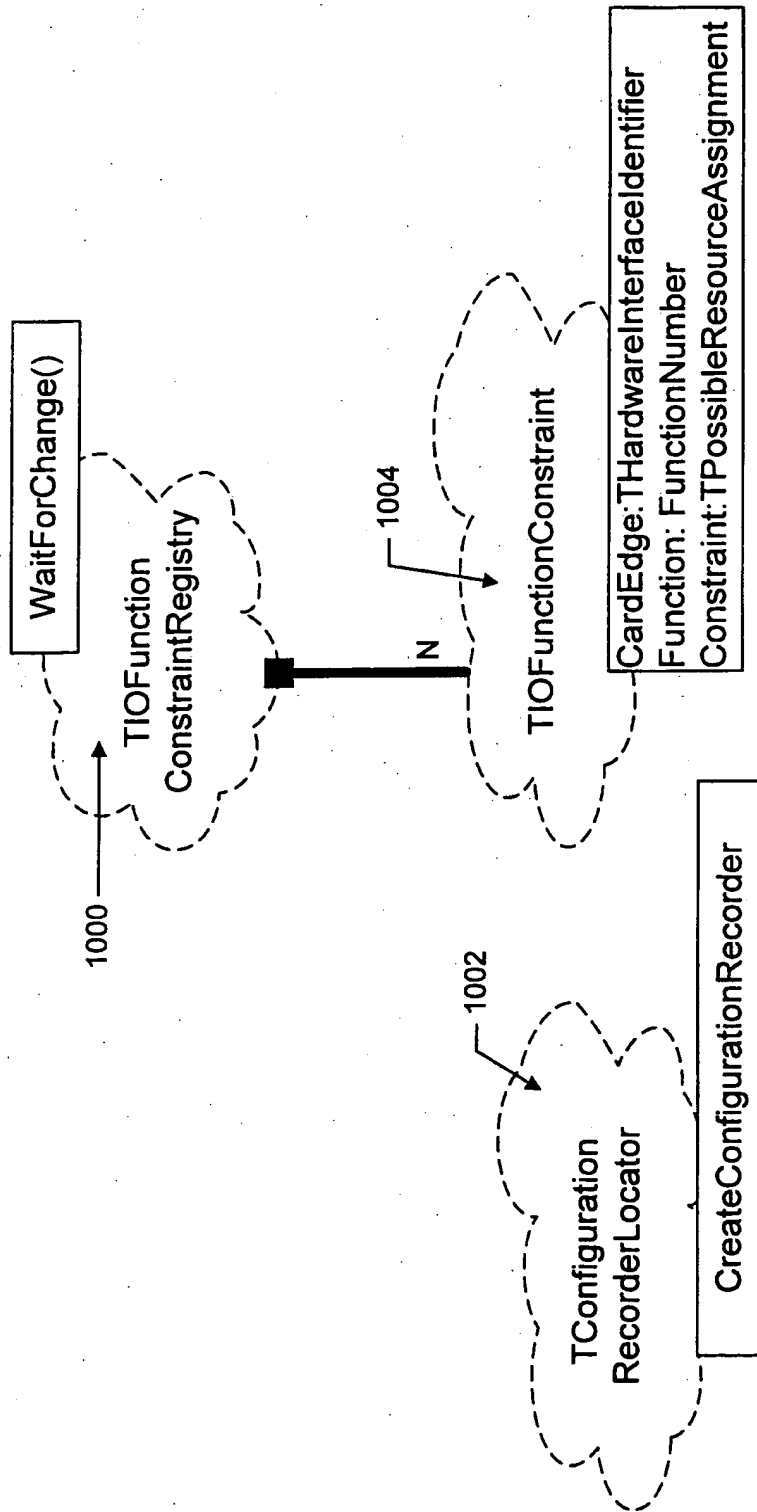 WaitForChange()
1000
TIOFunction
ConstraintRegistry
N
1004
TIOFunctionConstraint
CardEdge:THardwareInterfaceIdentifier
Function: FunctionNumber
Constraint:TPossibleResourceAssignment
1002
TConfiguration
RecorderLocator
CreateConfigurationRecorder